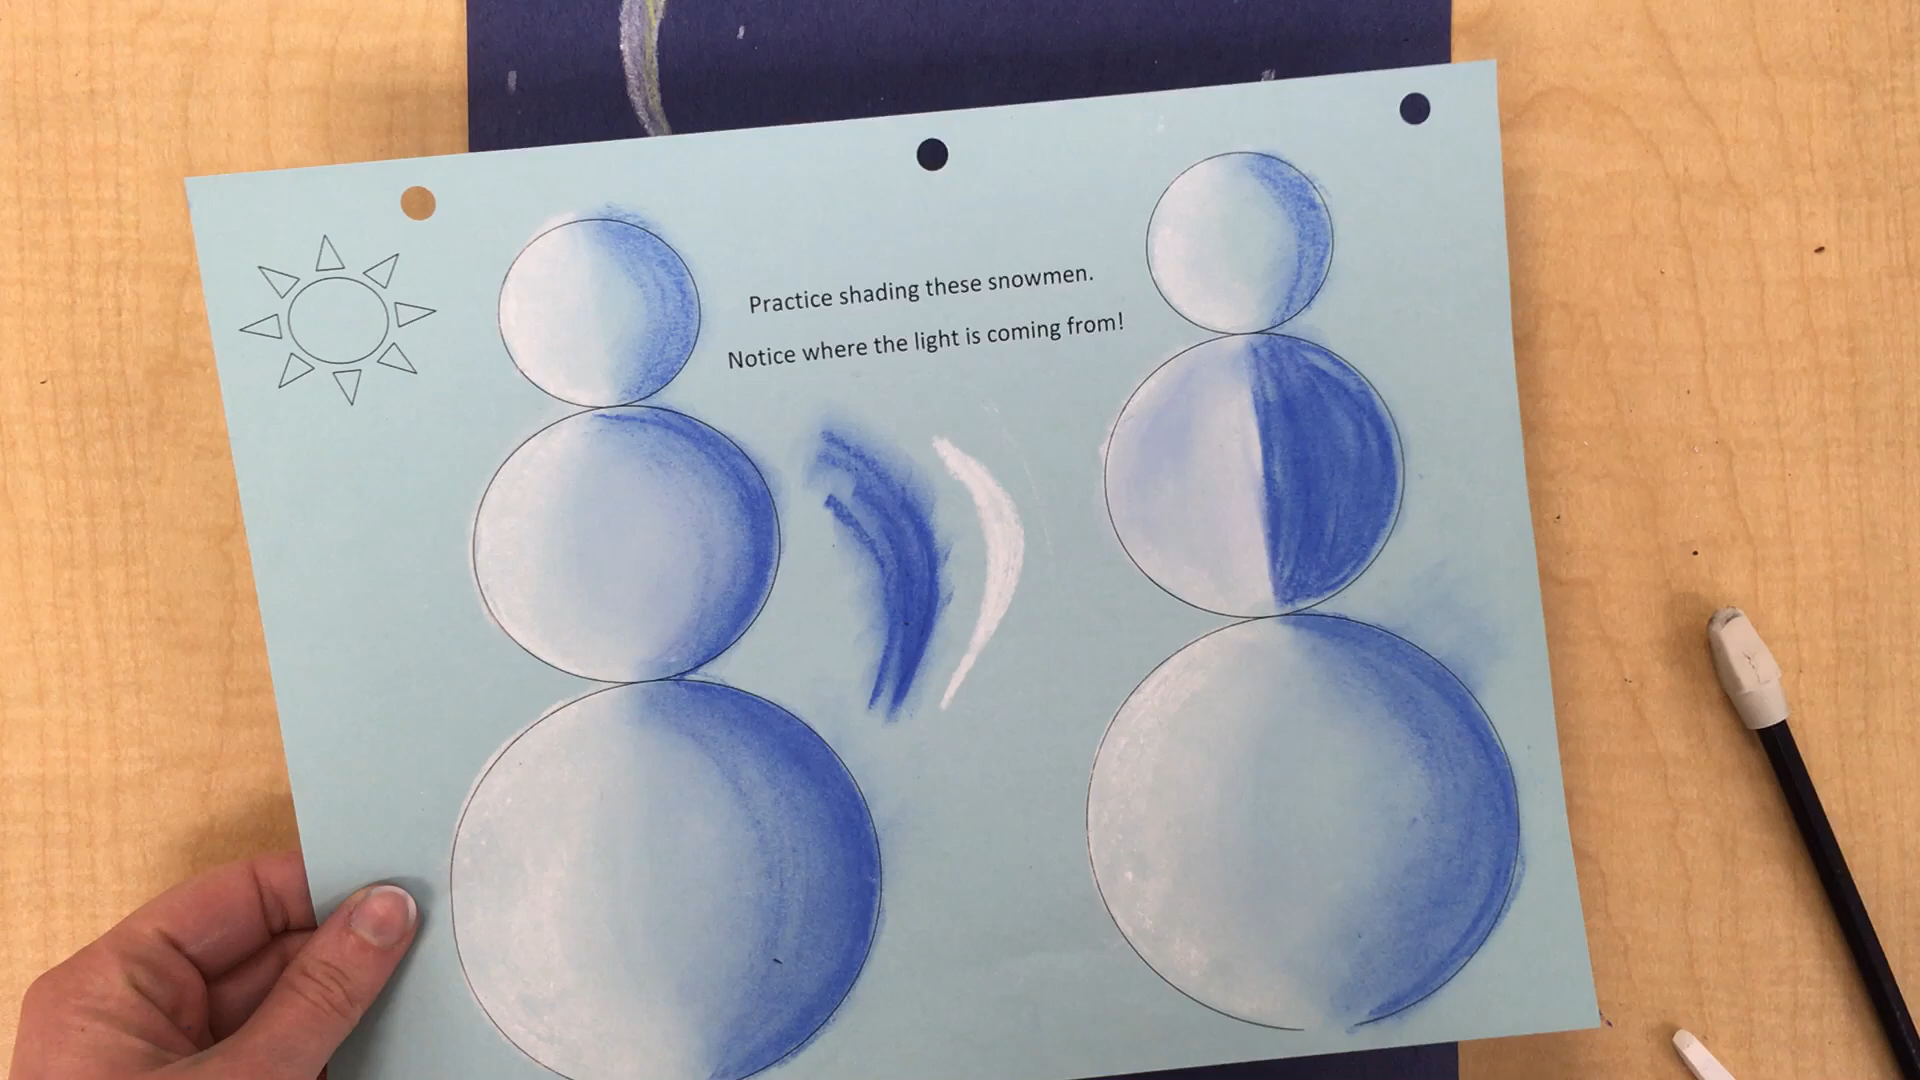 Practice shading these snowmen.
Notice where the light is coming from!